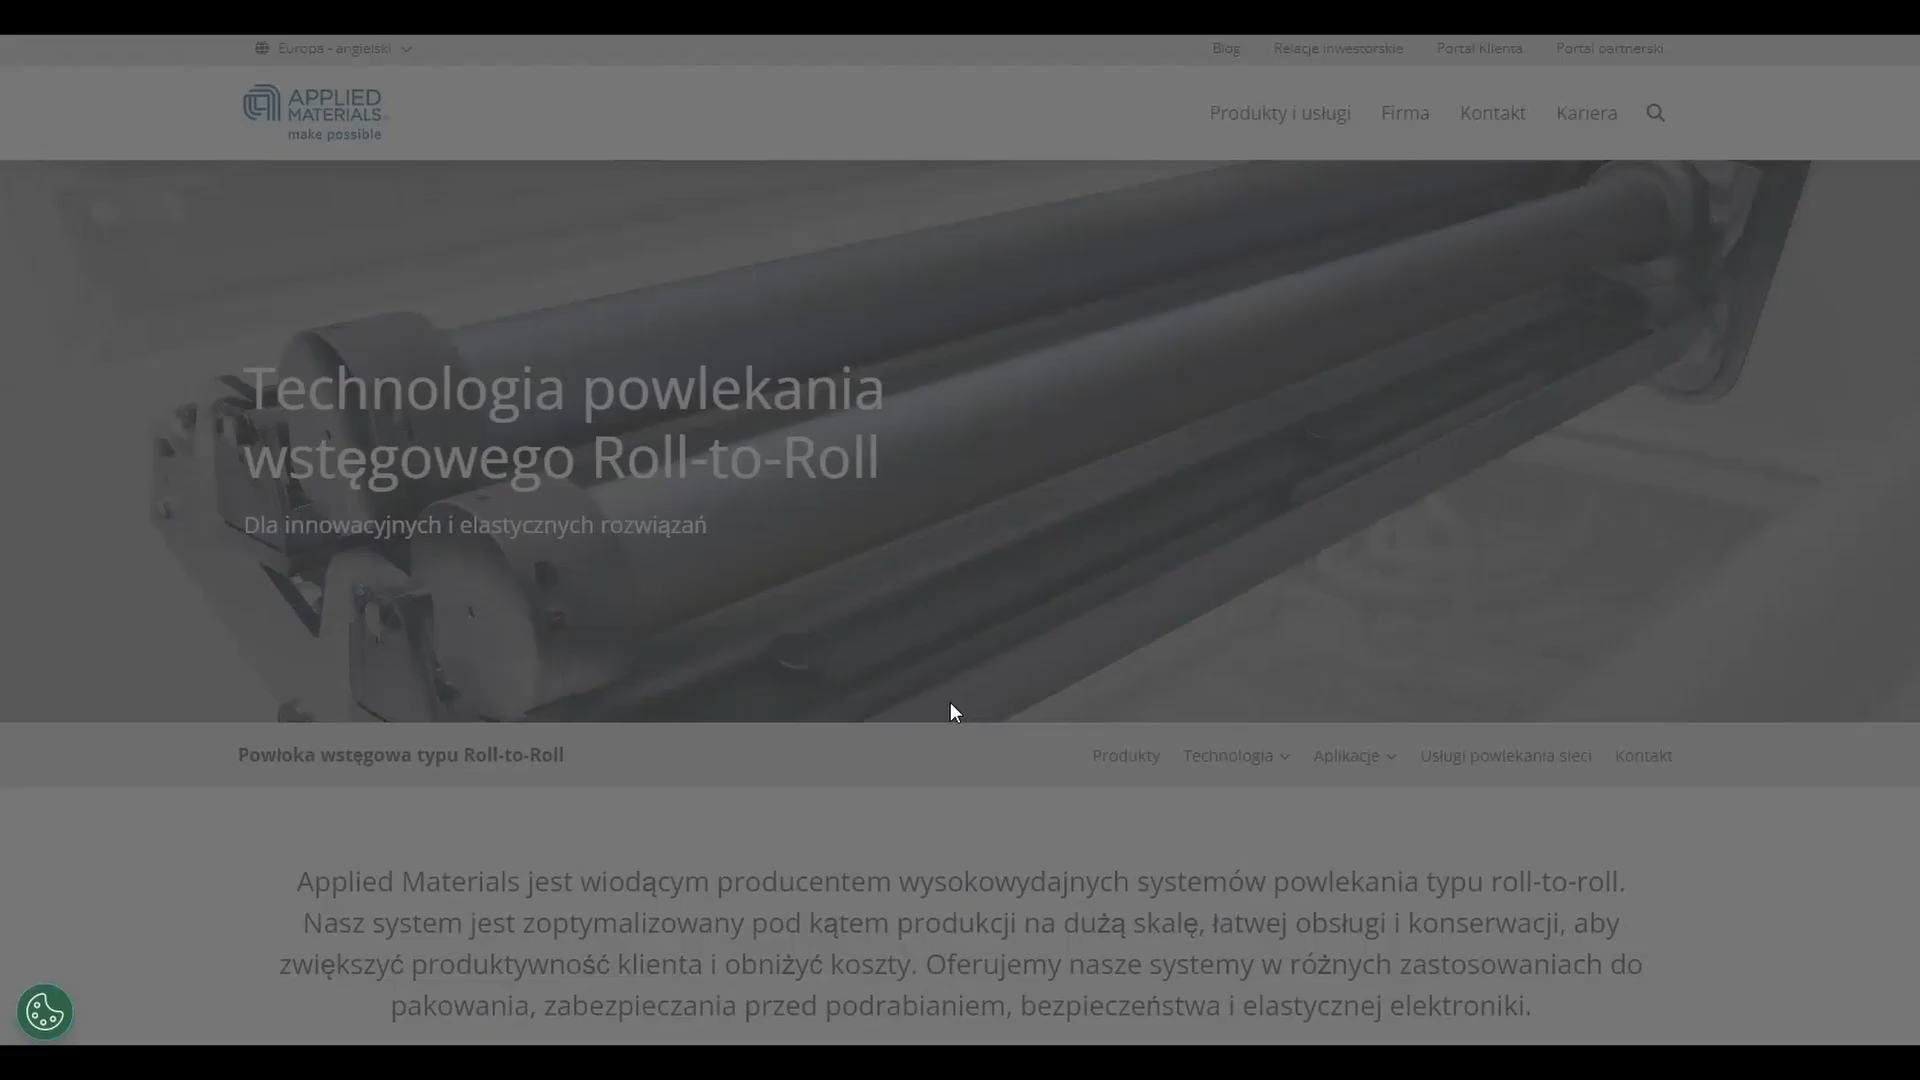 Europa - angielski
Blog Relacje inwestorskie Portal Klienta Portal partnerski
APPLIED MATERIALS
make possible
Produkty i usługi Firma Kontakt Kariera
Technologia powlekania
wstęgowego Roll-to-Roll
Dla innowacyjnych i elastycznych rozwiązań
Powłoka wstęgowa typu Roll-to-Roll
Produkty Technologia Aplikacje Usługi powlekania sieci Kontakt
Applied Materials jest wiodącym producentem wysokowydajnych systemów powlekania typu roll-to-roll.
Nasz system jest zoptymalizowany pod kątem produkcji na dużą skalę, łatwej obsługi i konserwacji, aby
zwiększyć produktywność klienta i obniżyć koszty. Oferujemy nasze systemy w różnych zastosowaniach do
pakowania, zabezpieczania przed podrabianiem, bezpieczeństwa i elastycznej elektroniki.